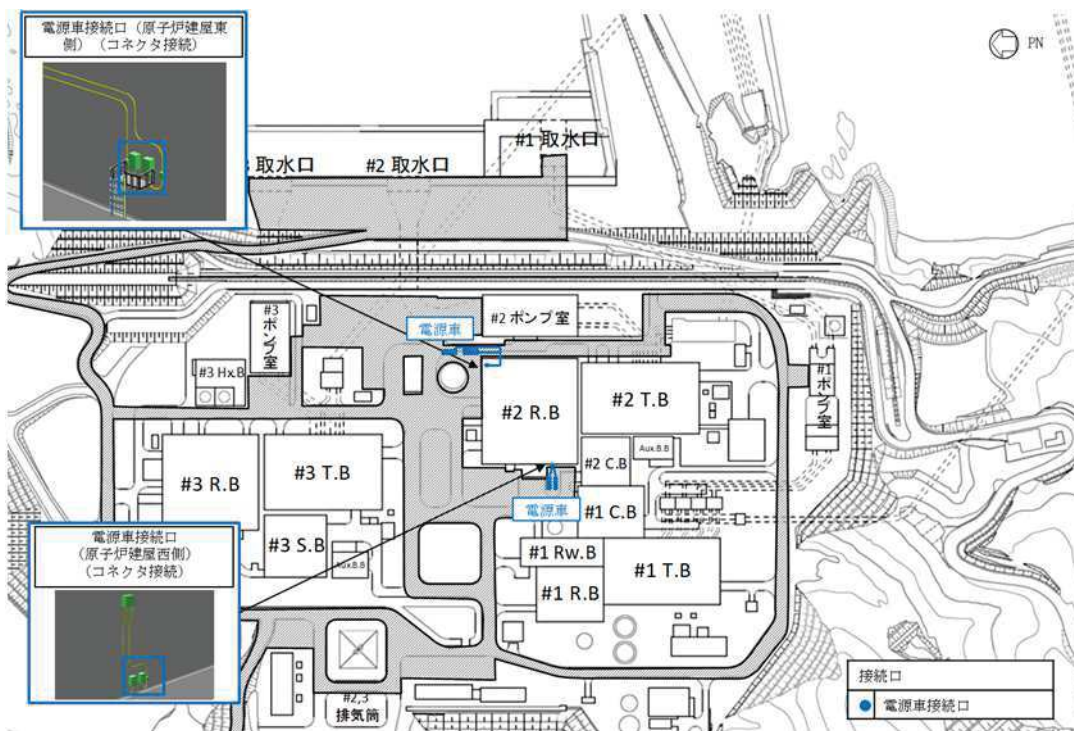 電源車接続口（原子炉建屋東
側）（コネクタ接続）
PN
#1 取水口
3 取水口
#2 取水口
#3
ポンプ室
#2 ポンプ室
電源車
#3 Hx.B
#1
ポンプ室
#2 R.B
#2 T.B
#3 R.B
#3 T.B
#2 C.B
Aux.B.B
電源車
#1 C.B
#3 S.B
Aux.B.B
#1 Rw.B
#1 T.B
#1 R.B
電源車接続口
（原子炉建屋西側）
（コネクタ接続）
#2,3
排気筒
接続口
電源車接続口